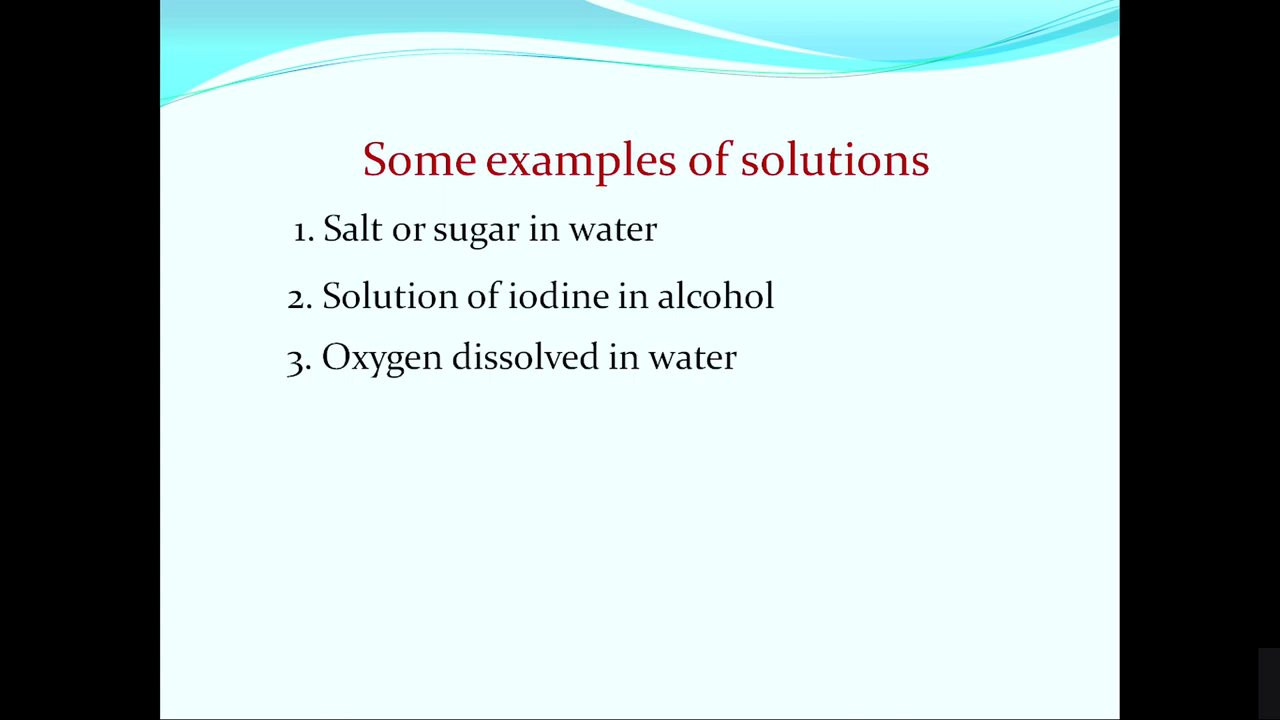 Some examples of solutions
1. Salt or sugar in water
2. Solution of iodine in alcohol
3. Oxygen dissolved in water